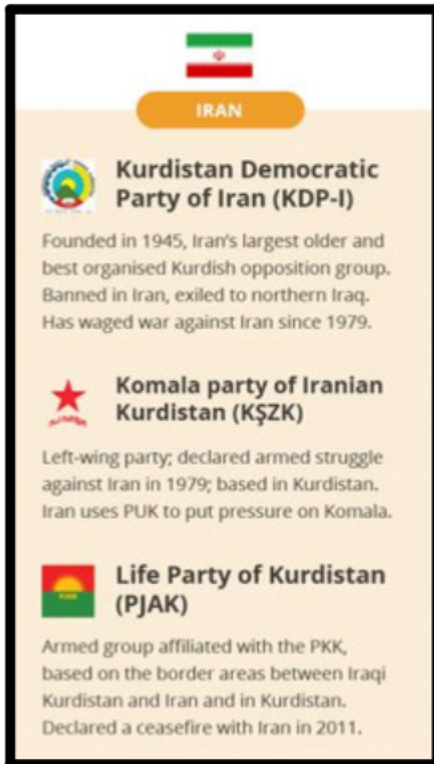 IRAN
Kurdistan Democratic
Party of Iran (KDP-I)
Founded in 1945, Iran's largest older and
best organised Kurdish opposition group.
Banned in Iran, exiled to northern Iraq.
Has waged war against Iran since 1979.
Komala party of Iranian
Kurdistan (KŞZK)
Left-wing party; declared armed struggle
against Iran in 1979; based in Kurdistan.
Iran uses PUK to put pressure on Komala.
Life Party of Kurdistan
(PJAK)
Armed group affiliated with the PKK,
based on the border areas between Iraqi
Kurdistan and Iran and in Kurdistan.
Declared a ceasefire with Iran in 2011.